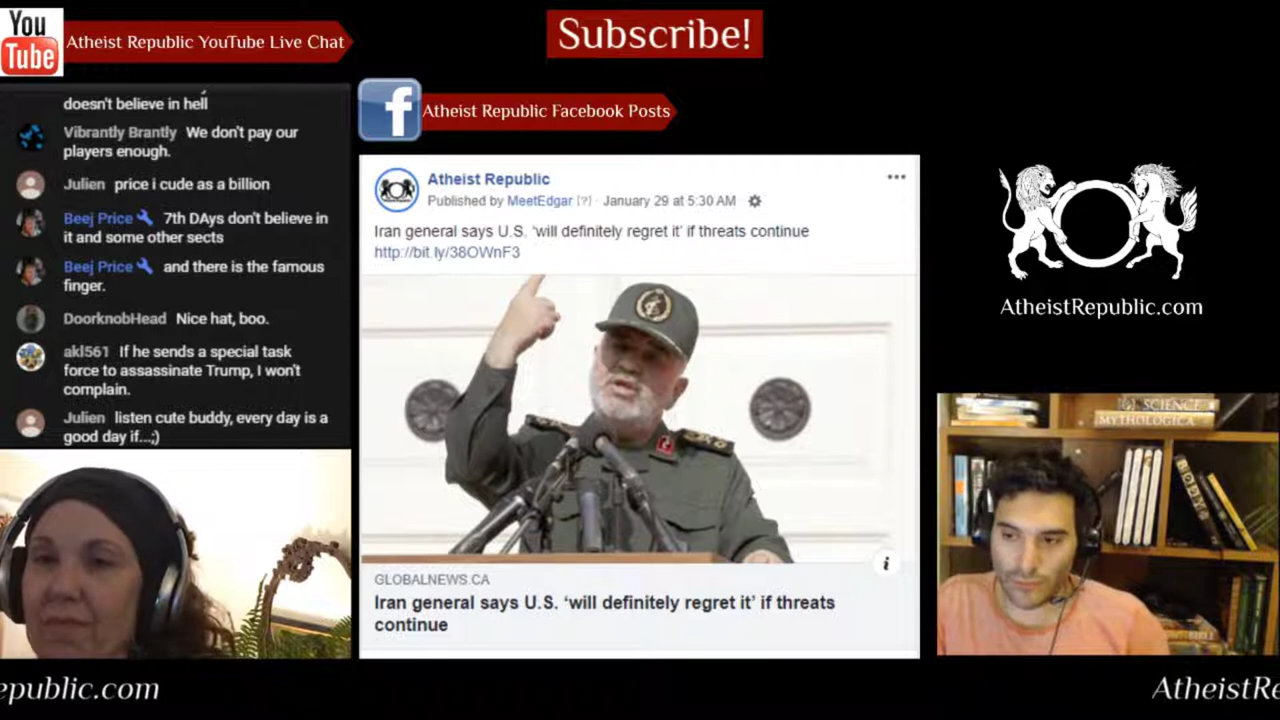 You
Tube
Atheist Republic YouTube Live Chat
Subscribe!
doesn't believe in hell
Vibrantly Brantly We don't pay our
players enough.
Julien price i cude as a billion
Beej Price 7th DAys don't believe in
it and some other sects
Beej Price and there is the famous
finger.
DoorknobHead Nice hat, boo.
akl561 If he sends a special task
force to assassinate Trump, I won't
complain.
Julien listen cute buddy, every day is a
good day if...;)
f
Atheist Republic Facebook Posts
Atheist Republic
Published by MeetEdgar [?] · January 29 at 5:30 AM
Iran general says U.S. 'will definitely regret it' if threats continue
http://bit.ly/38OWnF3
i
GLOBALNEWS.CA
Iran general says U.S. ‘will definitely regret it’ if threats
continue
AtheistRepublic.com
SCIENCE
MYTHOLOGICA
epublic.com
AtheistRe